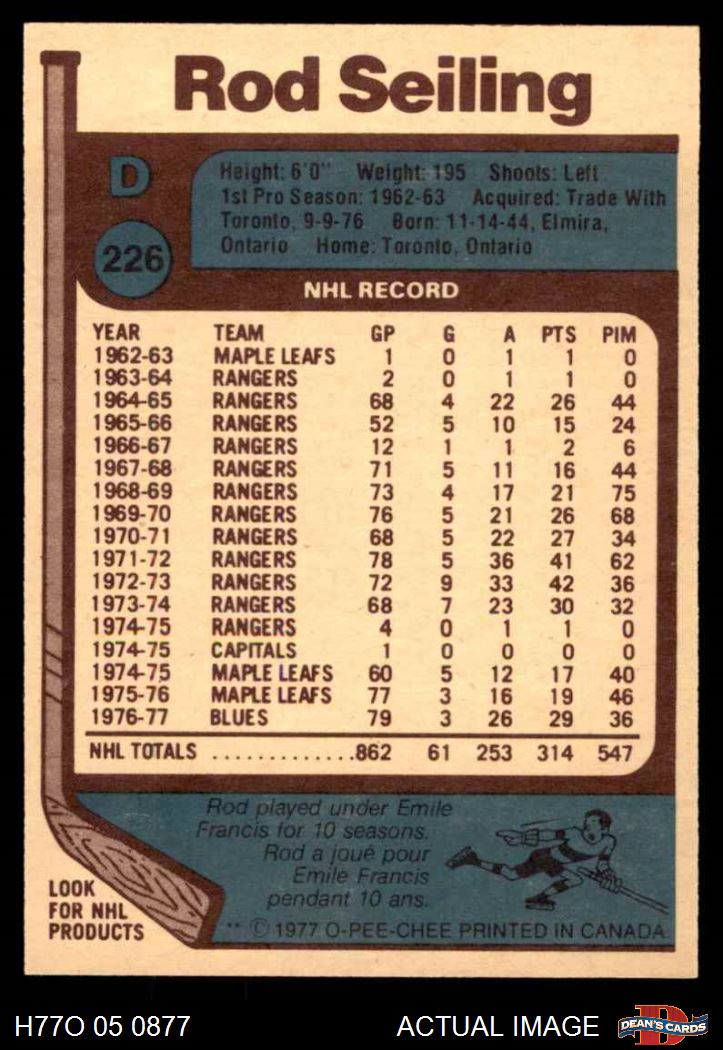 Rod Seiling
D
226
Height: 6'0" Weight: 195 Shoots: Left
1st Pro Season: 1962-63 Acquired: Trade With
Toronto, 9-9-76 Born: 11-14-44, Elmira,
Ontario Home: Toronto, Ontario
NHL RECORD
YEAR TEAM GP G A PTS PIM
1962-63 MAPLE LEAFS 1 0 1 1 0
1963-64 RANGERS 2 0 1 1 0
1964-65 RANGERS 68 4 22 26 44
1965-66 RANGERS 52 5 10 15 24
1966-67 RANGERS 12 1 1 2 6
1967-68 RANGERS 71 5 11 16 44
1968-69 RANGERS 73 4 17 21 75
1969-70 RANGERS 76 5 21 26 68
1970-71 RANGERS 68 5 22 27 34
1971-72 RANGERS 78 5 36 41 62
1972-73 RANGERS 72 9 33 42 36
1973-74 RANGERS 68 7 23 30 32
1974-75 RANGERS 4 0 1 1 0
1974-75 CAPITALS 1 0 0 0 0
1974-75 MAPLE LEAFS 60 5 12 17 40
1975-76 MAPLE LEAFS 77 3 16 19 46
1976-77 BLUES 79 3 26 29 36
NHL TOTALS .............862 61 253 314 547
Rod played under Emile
Francis for 10 seasons.
Rod a joué pour
Emile Francis
pendant 10 ans.
LOOK
FOR NHL
PRODUCTS
** © 1977 O-PEE-CHEE PRINTED IN CANADA
H77O 05 0877 ACTUAL IMAGE
D
DEAN'S CARDS